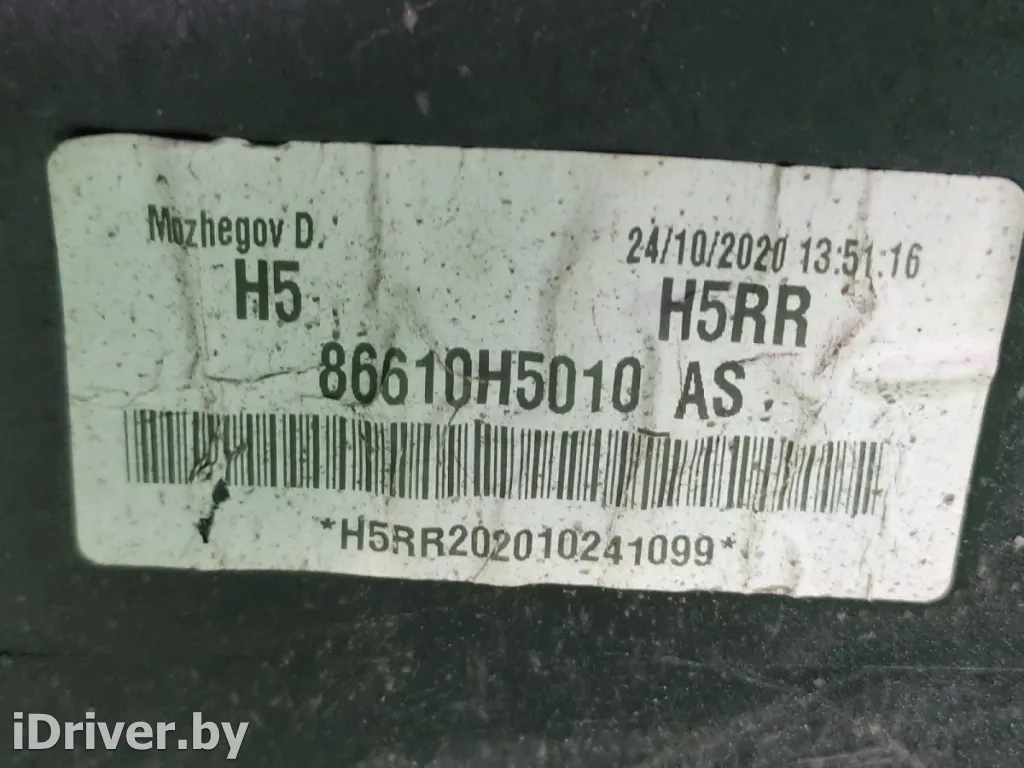 Mozhegov D.
24/10/2020 13:51:16
H5
H5RR
86610H5010 AS
*H5RR202010241099*
iDriver.by